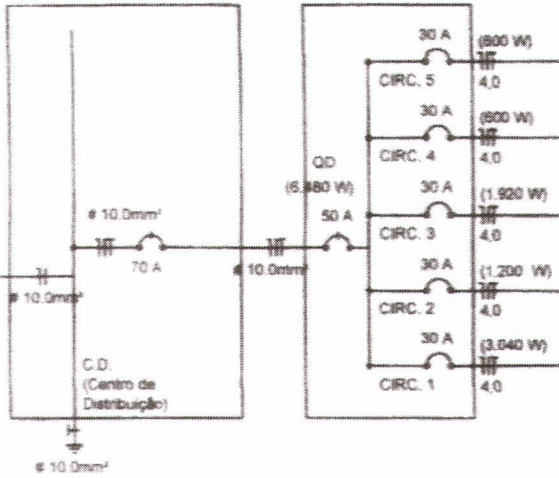 30 A
(800 W)
CIRC. 5
4,0
30 A
(600 W)
CIRC. 4
4,0
QD
W)
50 A
30 A
(1.920 W)
CIRC. 3
4,0
# 10.0mm²
70 A
# 10.0mm²
# 10.0mm²
30 A
(1.200 W)
CIRC. 2
4,0
30 A
(3.040 W)
CIRC. 1
4,0
C.D.
(Centro de
Distribuição)
# 10.0mm²